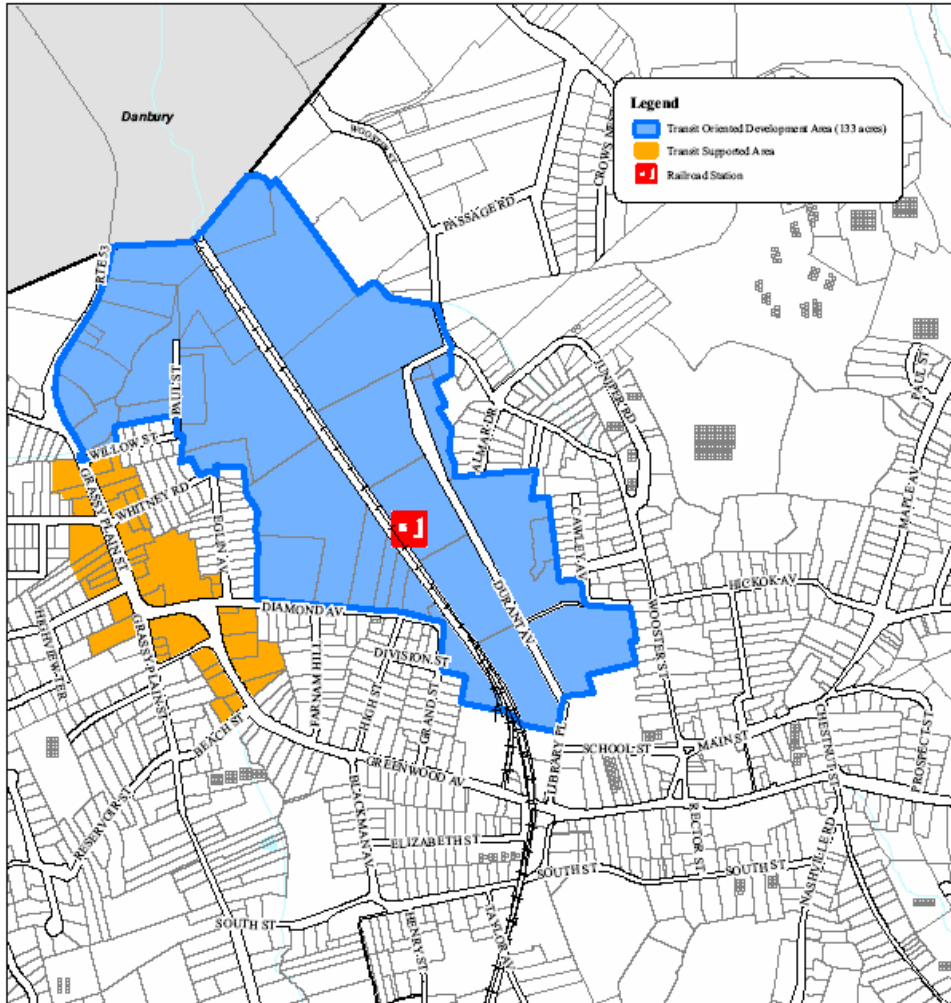 Danbury
Legend
Transit Oriented Development Area (133 acres)
Transit Supported Area
Railroad Station
WOOSTER ST
CROWS NEST
PASSAGE RD
RTE 53
PAUL ST
JUNIPER RD
PAUL ST
ALMAR DR
WILLOW ST
GRASSY PLAIN ST
WHITNEY RD
MAPLE AV
EGLIN AV
CAWLEY AV
DURANT AV
HICKOK AV
DIAMOND AV
HIGHVIEW TER
GRASSY PLAIN ST
WOOSTER ST
FARNAM HILL
DIVISION ST
HIGH ST
GRAND ST
BEACH ST
LIBRARY PL
SCHOOL ST
MAIN ST
CHESTNUT ST
PROSPECT ST
GREENWOOD AV
RESERVOIR ST
BLACKMAN AV
ELIZABETH ST
RECTOR ST
NASHVILLE RD
SOUTH ST
SOUTH ST
SOUTH ST
HENRY ST
TAYLOR AV